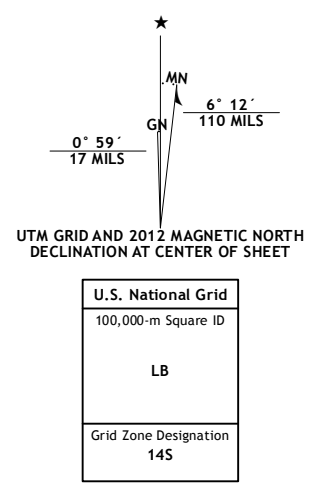 MN
6° 12´
110 MILS
GN
0° 59´
17 MILS
UTM GRID AND 2012 MAGNETIC NORTH
DECLINATION AT CENTER OF SHEET
U.S. National Grid
100,000-m Square ID
LB
Grid Zone Designation
14S